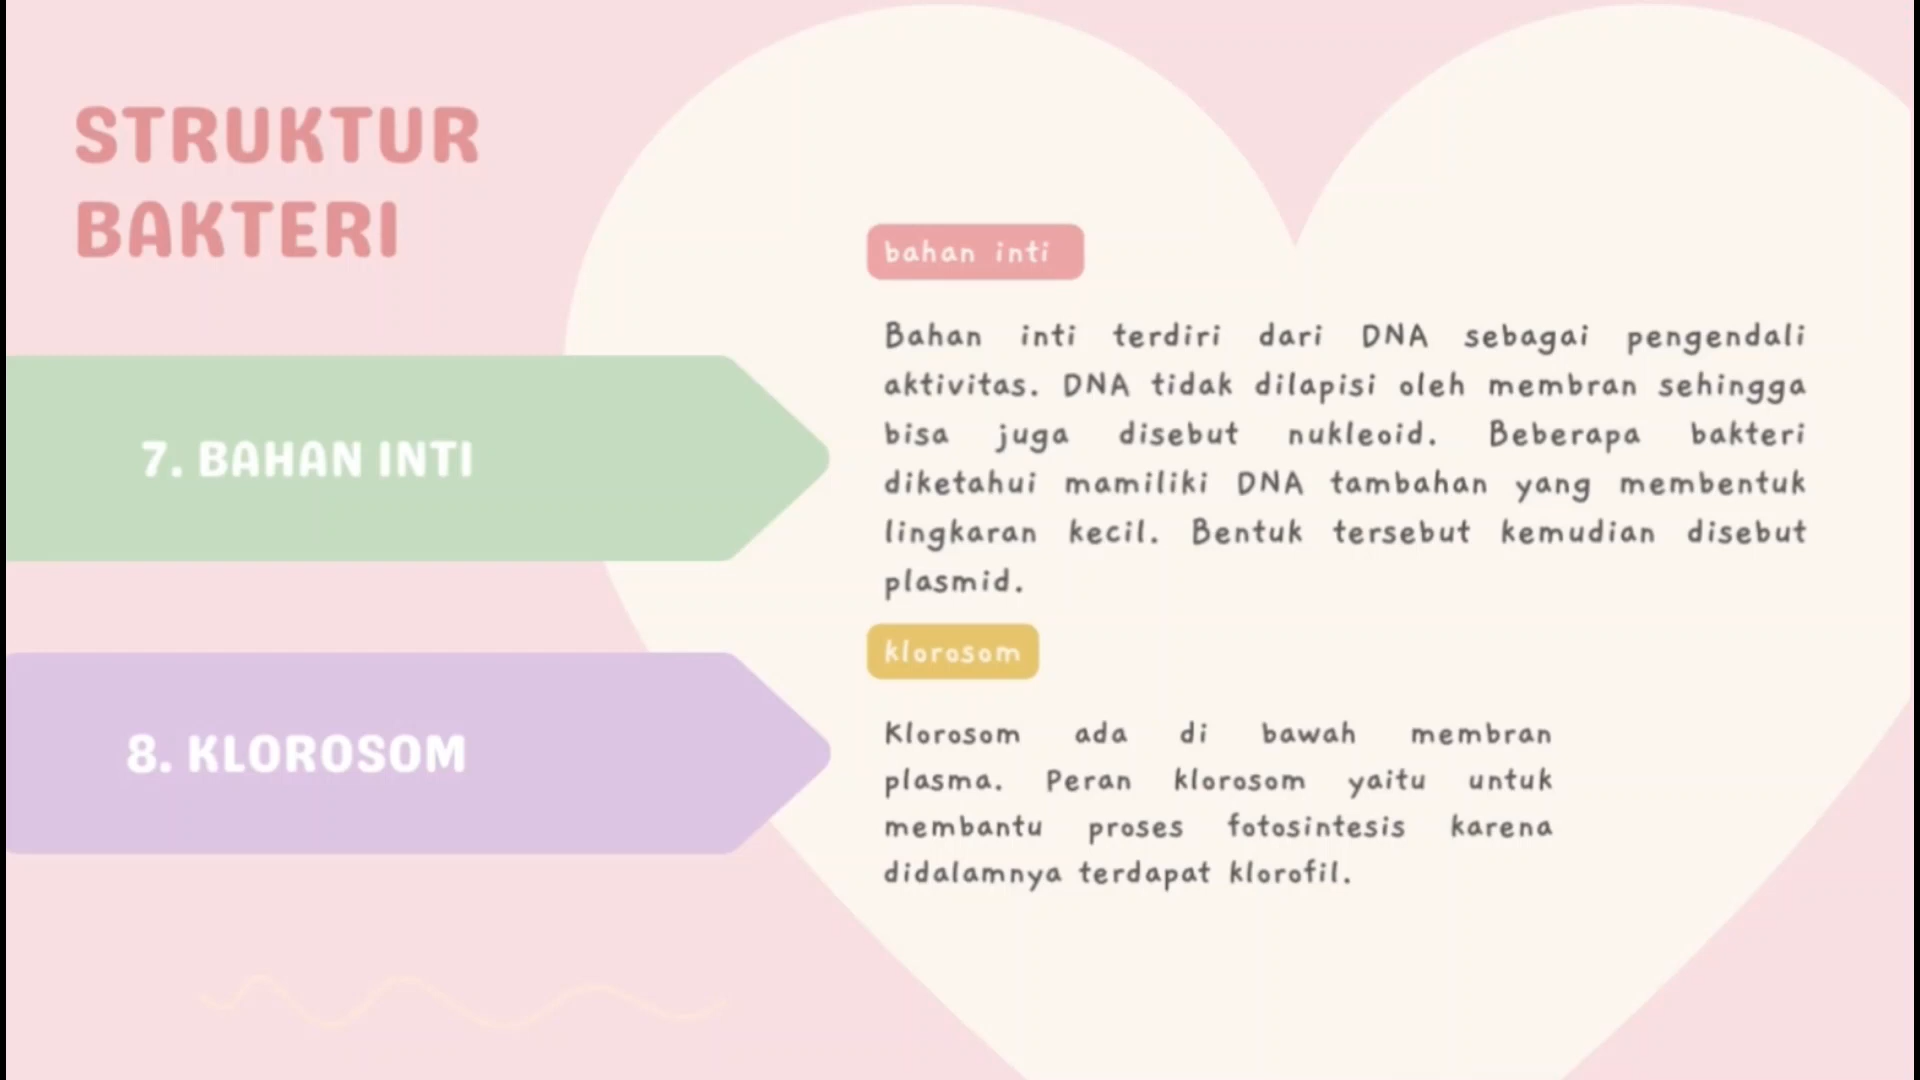 STRUKTUR
BAKTERI
7. BAHAN INTI
bahan inti
Bahan inti terdiri dari DNA sebagai pengendali
aktivitas. DNA tidak dilapisi oleh membran sehingga
bisa juga disebut nukleoid. Beberapa bakteri
diketahui mamiliki DNA tambahan yang membentuk
lingkaran kecil. Bentuk tersebut kemudian disebut
plasmid.
8. KLOROSOM
klorosom
Klorosom ada di bawah membran
plasma. Peran klorosom yaitu untuk
membantu proses fotosintesis karena
didalamnya terdapat klorofil.